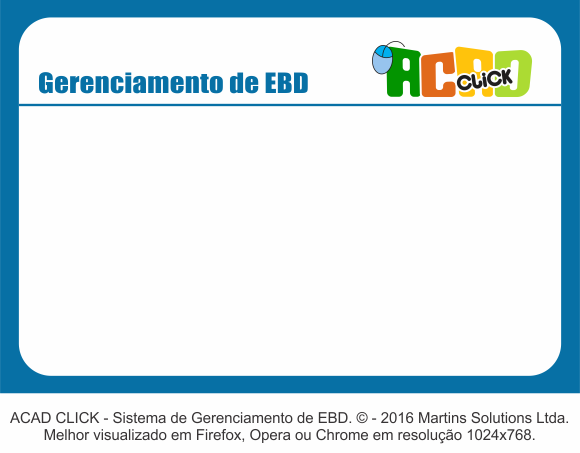 Gerenciamento de EBD
ACAD
CLiCK
ACAD CLICK - Sistema de Gerenciamento de EBD. © - 2016 Martins Solutions Ltda.
Melhor visualizado em Firefox, Opera ou Chrome em resolução 1024x768.